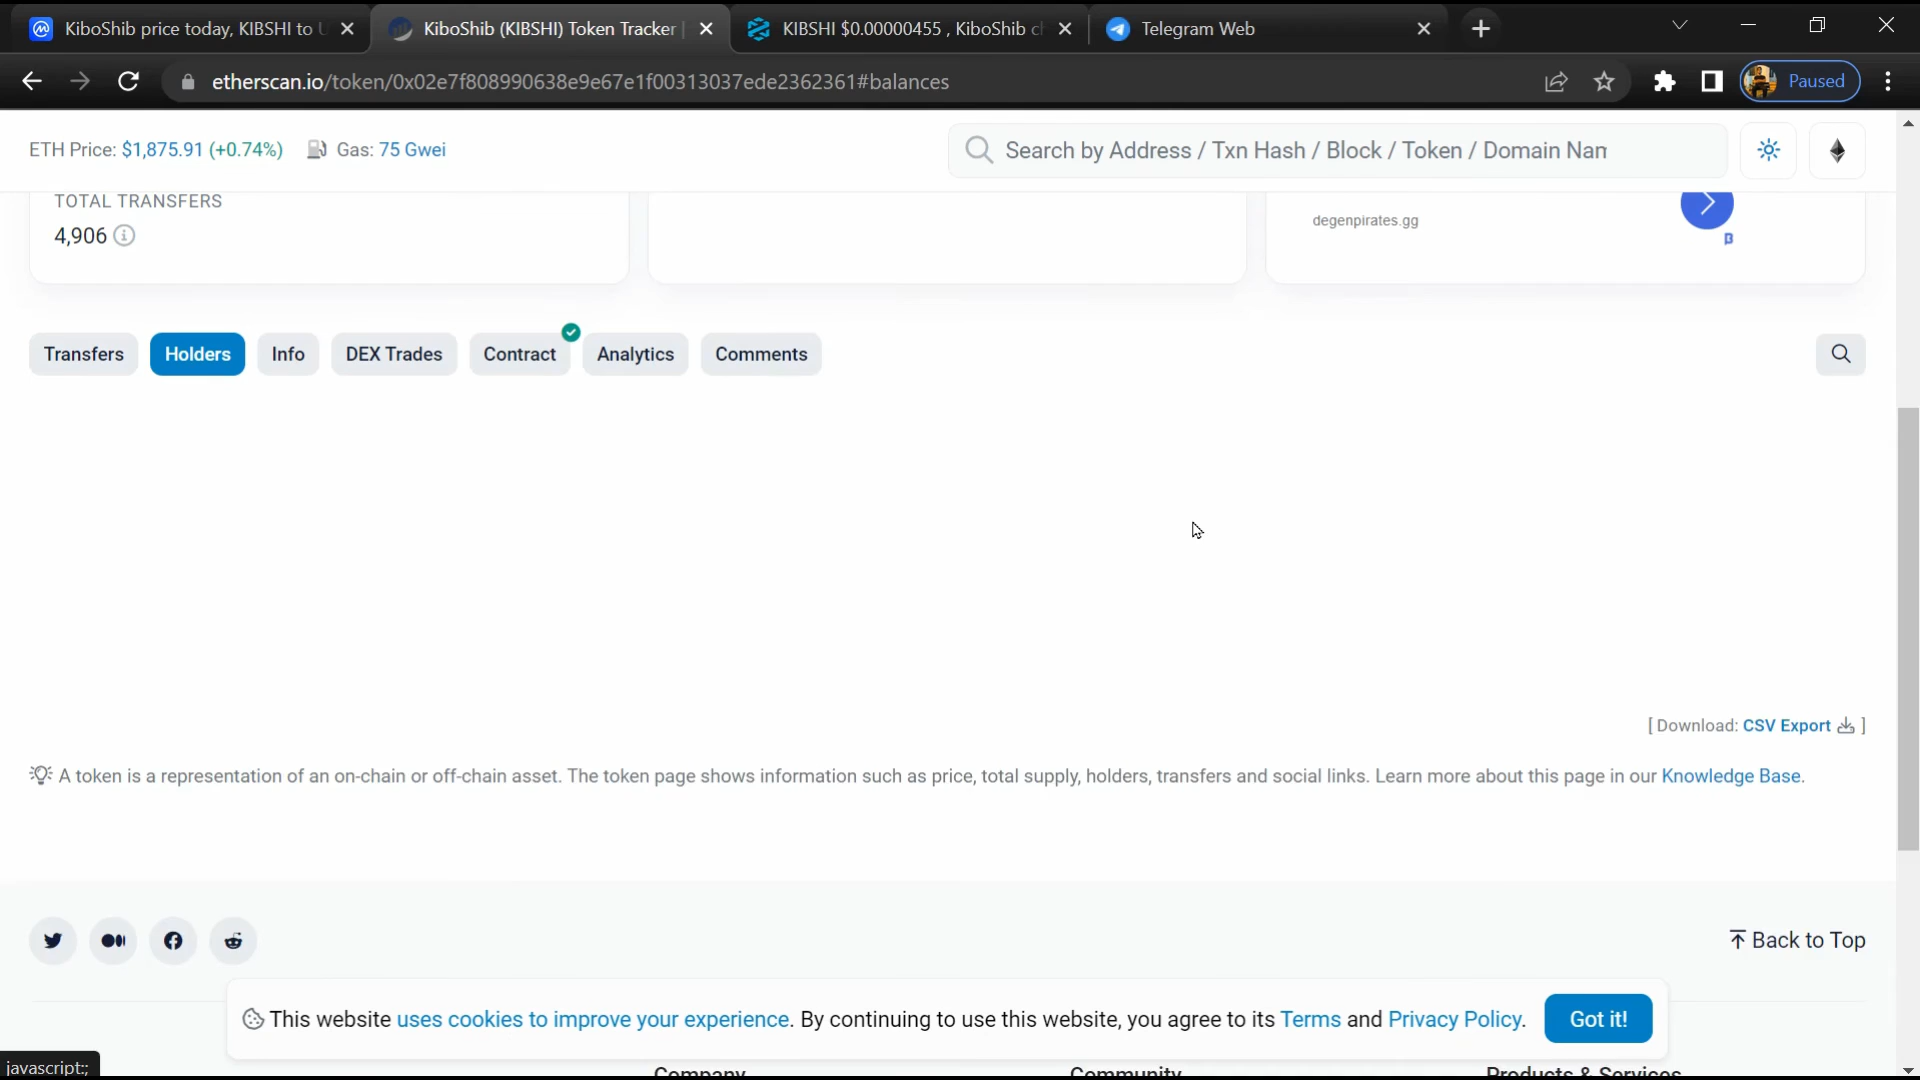 KiboShib price today, KIBSHI to U
KiboShib (KIBSHI) Token Tracker |
KIBSHI $0.00000455 , KiboShib ch
Telegram Web
etherscan.io/token/0x02e7f808990638e9e67e1f00313037ede2362361#balances
Paused
ETH Price: $1,875.91 (+0.74%)
Gas: 75 Gwei
Search by Address / Txn Hash / Block / Token / Domain Nan
TOTAL TRANSFERS
4,906
degenpirates.gg
Transfers
Holders
Info
DEX Trades
Contract
Analytics
Comments
[ Download: CSV Export ]
A token is a representation of an on-chain or off-chain asset. The token page shows information such as price, total supply, holders, transfers and social links. Learn more about this page in our Knowledge Base.
Back to Top
This website uses cookies to improve your experience. By continuing to use this website, you agree to its Terms and Privacy Policy.
Got it!
javascript:;
Company
Community
Products & Services